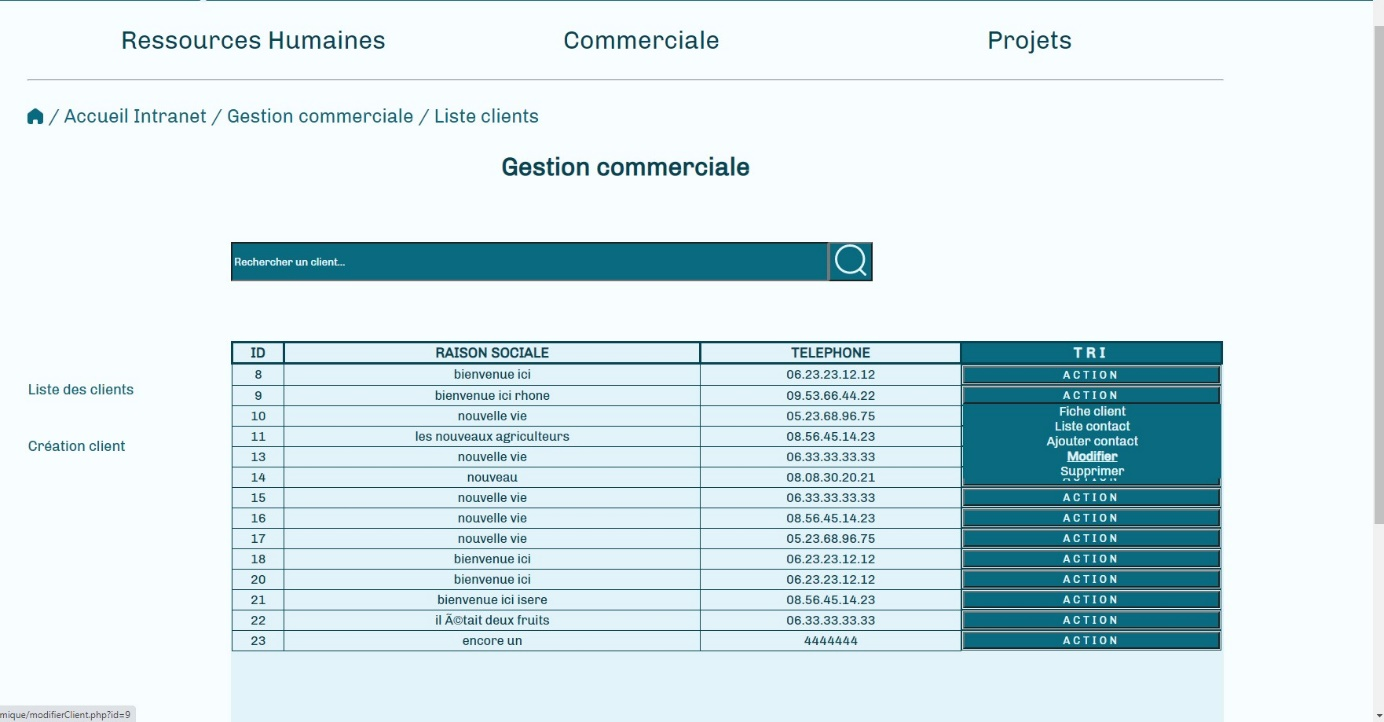 Ressources Humaines Commerciale Projets
/ Accueil Intranet / Gestion commerciale / Liste clients
Gestion commerciale
Rechercher un client...
ID RAISON SOCIALE TELEPHONE TRI
8 bienvenue ici 06.23.23.12.12 ACTION
9 bienvenue ici rhone 09.53.66.44.22 ACTION
10 nouvelle vie 05.23.68.96.75
11 les nouveaux agriculteurs 08.56.45.14.23
13 nouvelle vie 06.33.33.33.33
14 nouveau 08.08.30.20.21
Fiche client
Liste contact
Ajouter contact
Modifier
Supprimer
15 nouvelle vie 06.33.33.33.33 ACTION
16 nouvelle vie 08.56.45.14.23 ACTION
17 nouvelle vie 05.23.68.96.75 ACTION
18 bienvenue ici 06.23.23.12.12 ACTION
20 bienvenue ici 06.23.23.12.12 ACTION
21 bienvenue ici isere 08.56.45.14.23 ACTION
22 il Ã©tait deux fruits 06.33.33.33.33 ACTION
23 encore un 4444444 ACTION
Liste des clients
Création client
mique/modifierClient.php?id=9